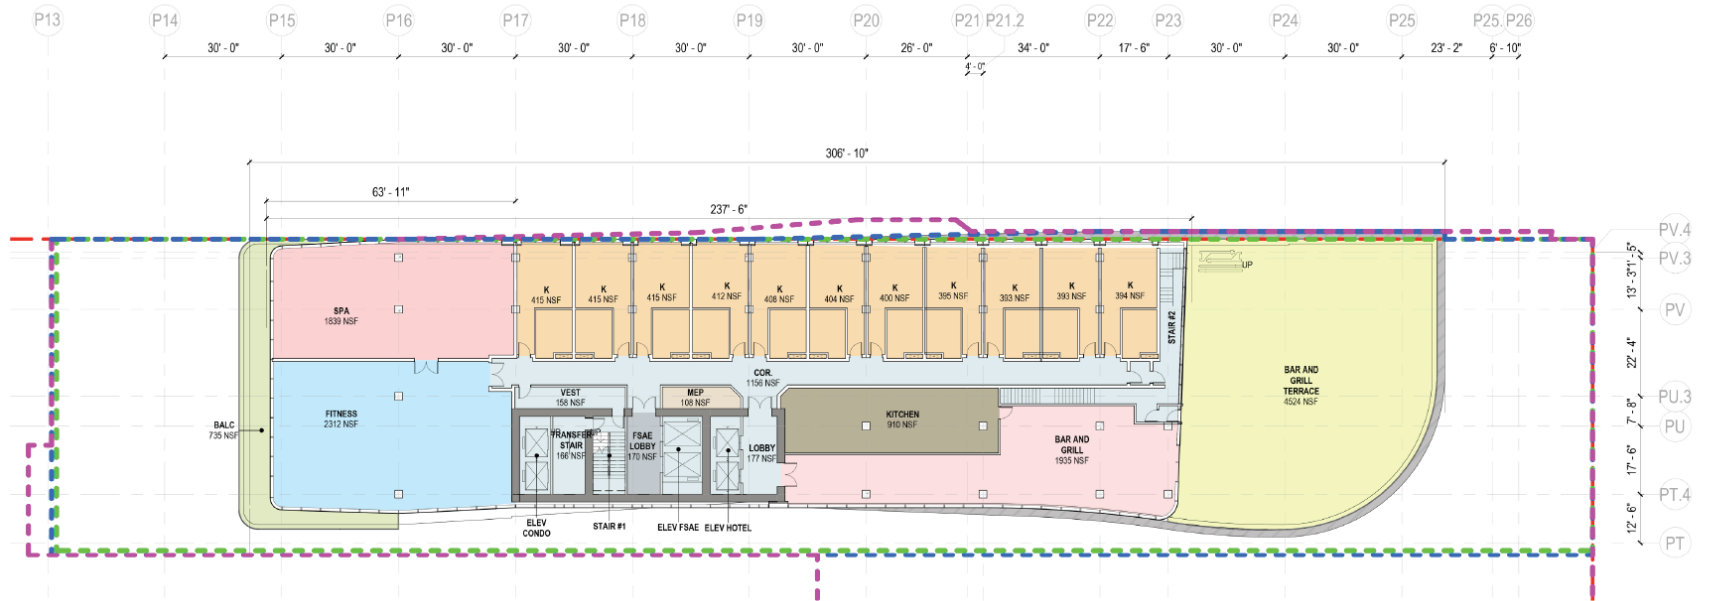 P13 P14 P15 P16 P17 P18 P19 P20 P21 P21.2 P22 P23 P24 P25 P25. P26
30' - 0" 30' - 0" 30' - 0" 30' - 0" 30' - 0" 30' - 0" 26' - 0" 34' - 0" 17' - 6" 30' - 0" 30' - 0" 23' - 2" 6' - 10"
4' - 0"
306' - 10"
63' - 11"
237' - 6"
PV.4
PV.3
PV
PU.3
PU
PT.4
PT
13' - 3"
1' - 5"
22' - 4"
7' - 8"
17' - 6"
12' - 6"
UP
SPA
1839 NSF
K
415 NSF
K
415 NSF
K
415 NSF
K
412 NSF
K
408 NSF
K
404 NSF
K
400 NSF
K
395 NSF
K
393 NSF
K
393 NSF
K
394 NSF
STAIR #2
COR.
1156 NSF
BAR AND
GRILL
TERRACE
4524 NSF
VEST
158 NSF
MEP
108 NSF
FITNESS
2312 NSF
BALC
735 NSF
TRANSFER
STAIR
166 NSF
FSAE
LOBBY
170 NSF
LOBBY
177 NSF
KITCHEN
910 NSF
BAR AND
GRILL
1935 NSF
ELEV
CONDO
STAIR #1
ELEV FSAE
ELEV HOTEL